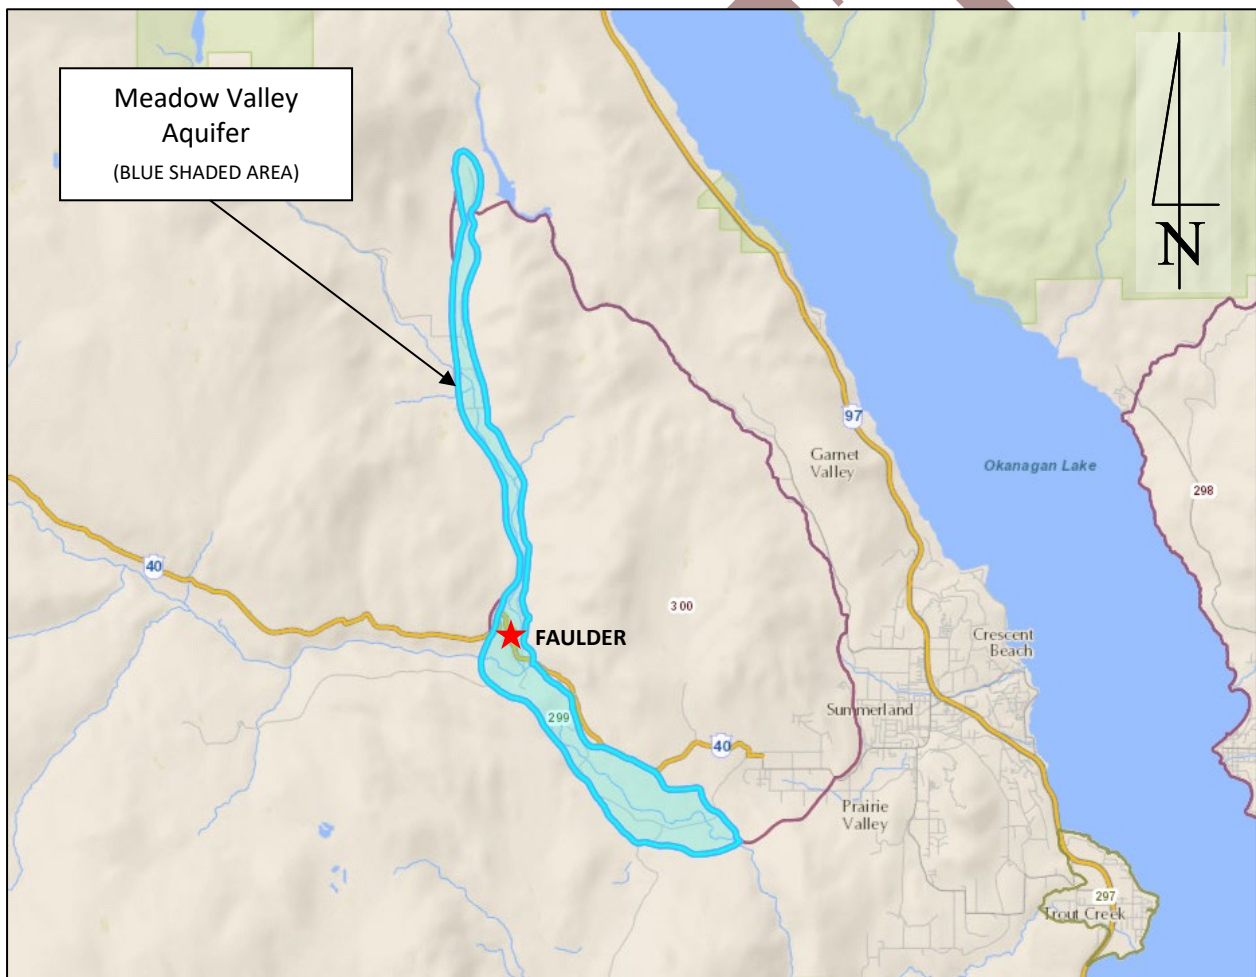 Meadow Valley
Aquifer
(BLUE SHADED AREA)
N
97
Garnet
Valley
Okanagan Lake
298
40
300
FAULDER
Crescent
Beach
299
Summerland
40
Prairie
Valley
297
Trout Creek